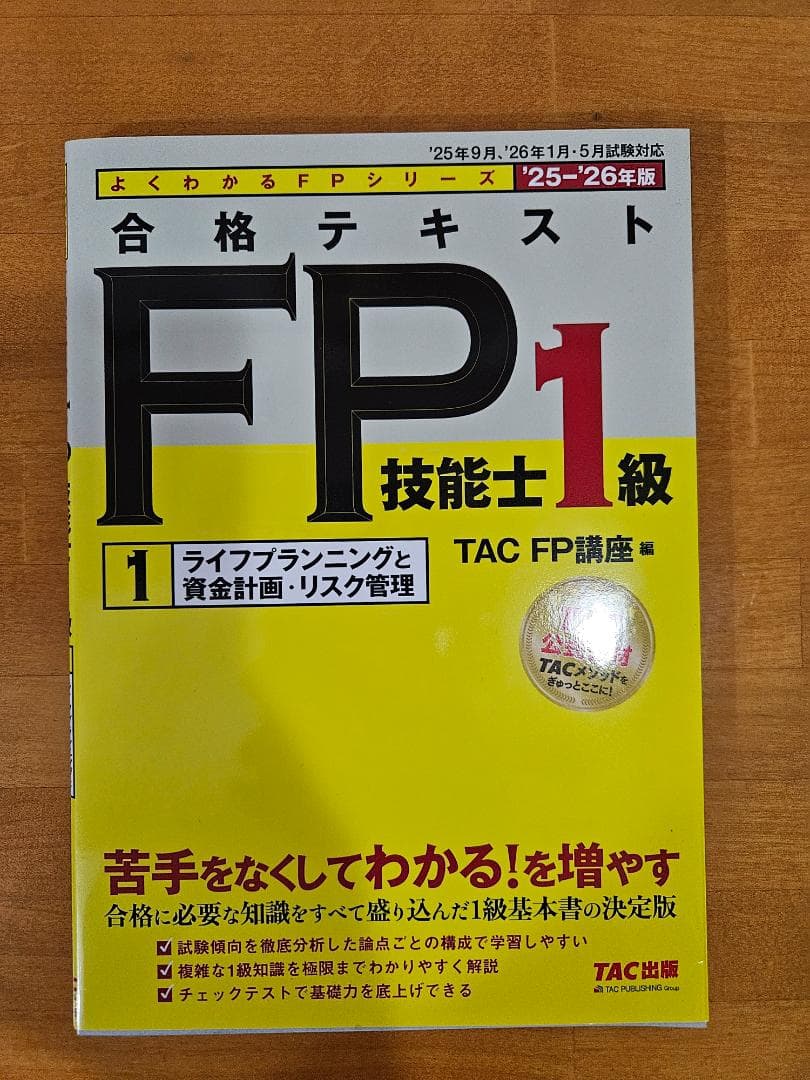 '25年9月、'26年1月・5月試験対応
よくわかるFPシリーズ '25-'26年版
合格テキスト
FP技能士1級
1 ライフプランニングと
資金計画・リスク管理
TAC FP講座 編
TACメソッドを
ぎゅっとここに!
苦手をなくしてわかる!を増やす
合格に必要な知識をすべて盛り込んだ1級基本書の決定版
試験傾向を徹底分析した論点ごとの構成で学習しやすい
複雑な1級知識を極限までわかりやすく解説
チェックテストで基礎力を底上げできる
TAC出版
TAC PUBLISHING Group